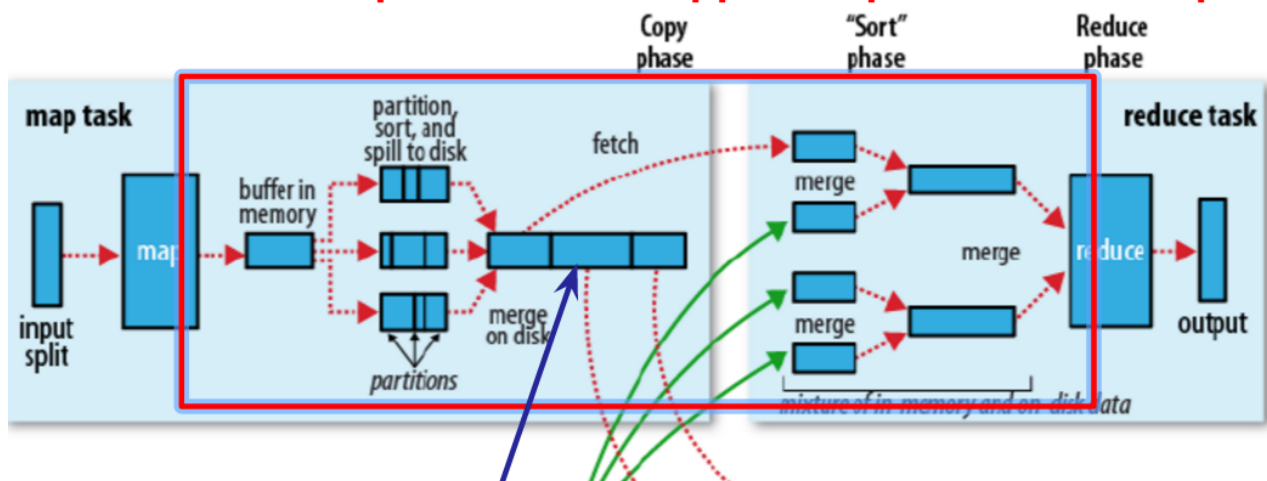 Copy
phase
"Sort"
phase
Reduce
phase
map task
partition,
sort, and
spill to disk
fetch
reduce task
buffer in
memory
merge
map
merge
reduce
input
split
merge
on disk
merge
output
partitions
mixture of in-memory and on-disk data